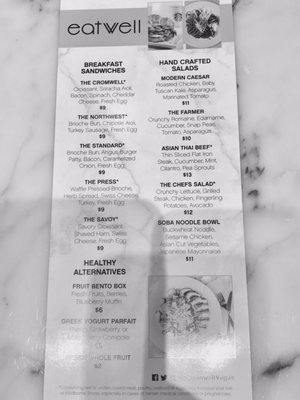 eatwell
BREAKFAST
SANDWICHES
THE CROMWELL*
Croissant, Sriracha Aioli,
Bacon, Spinach, Cheddar
Cheese, Fresh Egg
$9
THE NORTHWEST*
Brioche Bun, Chipotle Aioli,
Turkey Sausage, Fresh Egg
$9
THE STANDARD*
Brioche Bun, Angus Burger
Patty, Bacon, Caramelized
Onion, Fresh Egg
$9
THE PRESS*
Waffle Pressed Brioche,
Herb Spread, Swiss Cheese
Turkey, Fresh Egg
$9
THE SAVOY*
Savory Croissant,
Shaved Ham, Swiss
Cheese, Fresh Egg
$9
HEALTHY
ALTERNATIVES
FRUIT BENTO BOX
Fresh Fruits, Berries,
Blueberry Muffin
$6
GREEK YOGURT PARFAIT
Strawberry or
Compote
WHOLE FRUIT
$2
HAND CRAFTED
SALADS
MODERN CAESAR
Roasted Chicken, Baby
Tuscan Kale, Asparagus,
Marinated Tomato
$11
THE FARMER
Crunchy Romaine, Edamame,
Cucumber, Snap Peas,
Tomato, Asparagus
$10
ASIAN THAI BEEF*
Thin Sliced Flat Iron
Steak, Cucumber, Mint,
Cilantro, Pea Sprouts
$13
THE CHEFS SALAD*
Crunchy Lettuce, Grilled
Steak, Chicken, Fingerling
Potatoes, Avocado
$12
SOBA NOODLE BOWL
Buckwheat Noodle,
Sesame Chicken,
Asian Cut Vegetables,
Japanese Mayonnaise
$11